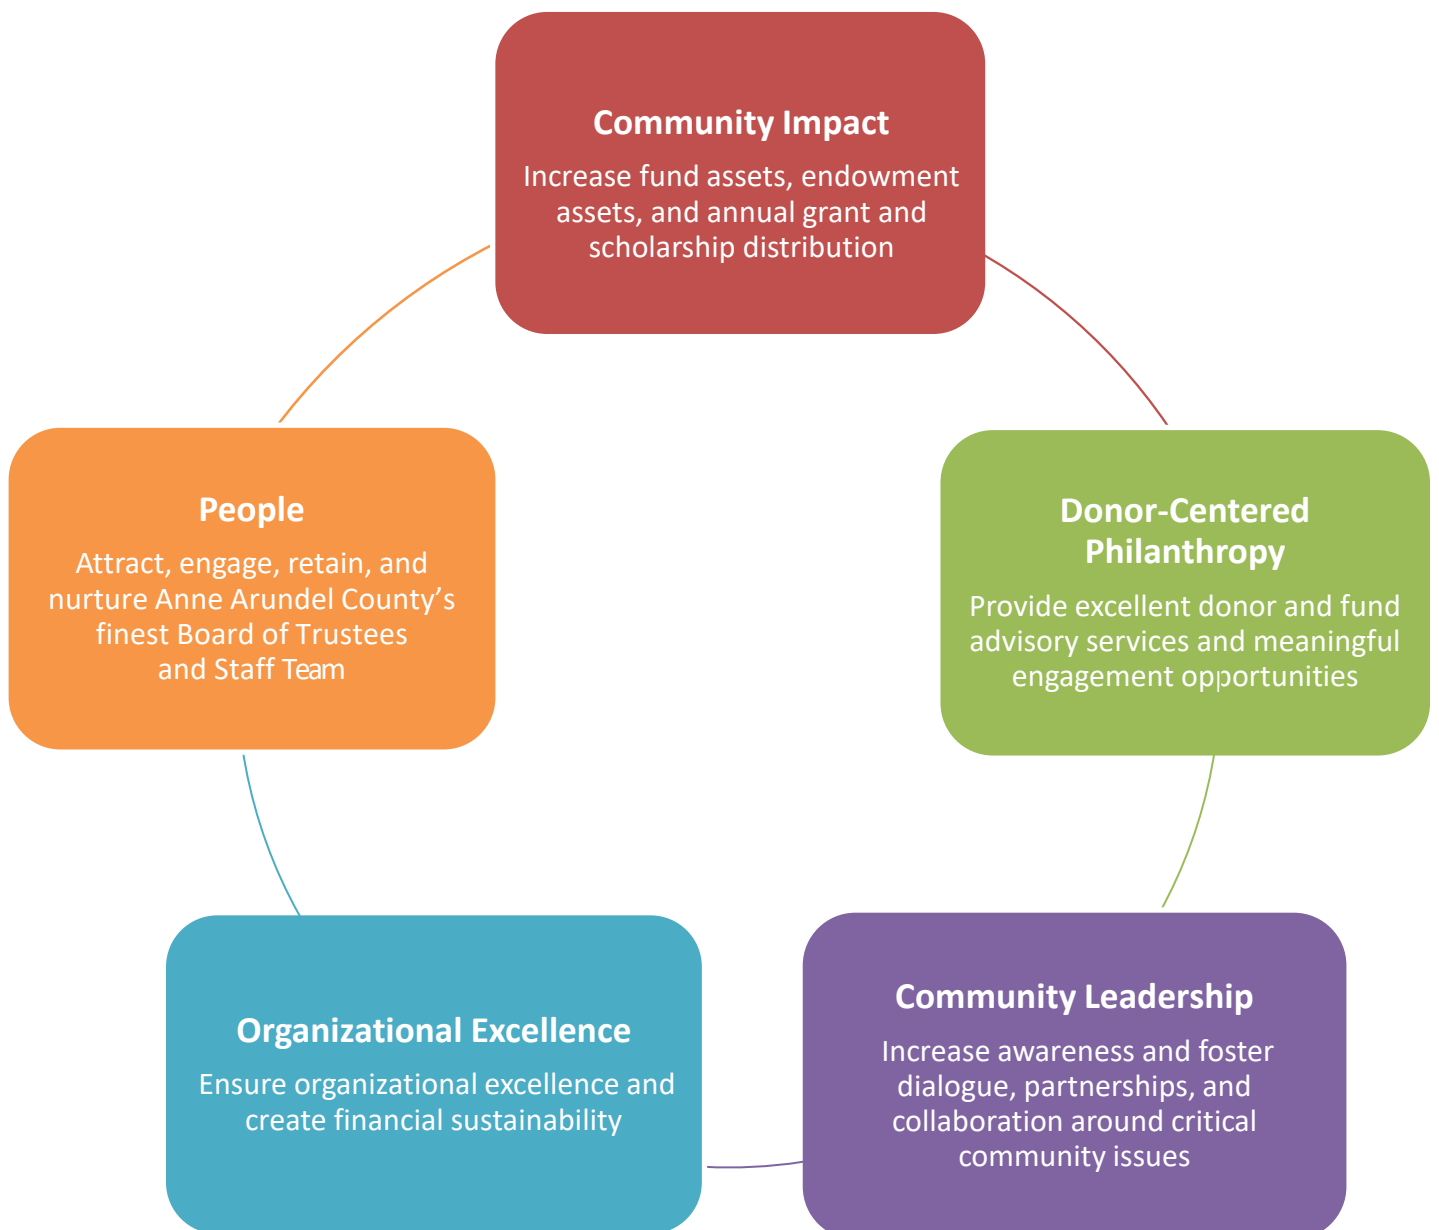 Community Impact
Increase fund assets, endowment
assets, and annual grant and
scholarship distribution
People
Attract, engage, retain, and
nurture Anne Arundel County’s
finest Board of Trustees
and Staff Team
Donor-Centered
Philanthropy
Provide excellent donor and fund
advisory services and meaningful
engagement opportunities
Organizational Excellence
Ensure organizational excellence and
create financial sustainability
Community Leadership
Increase awareness and foster
dialogue, partnerships, and
collaboration around critical
community issues